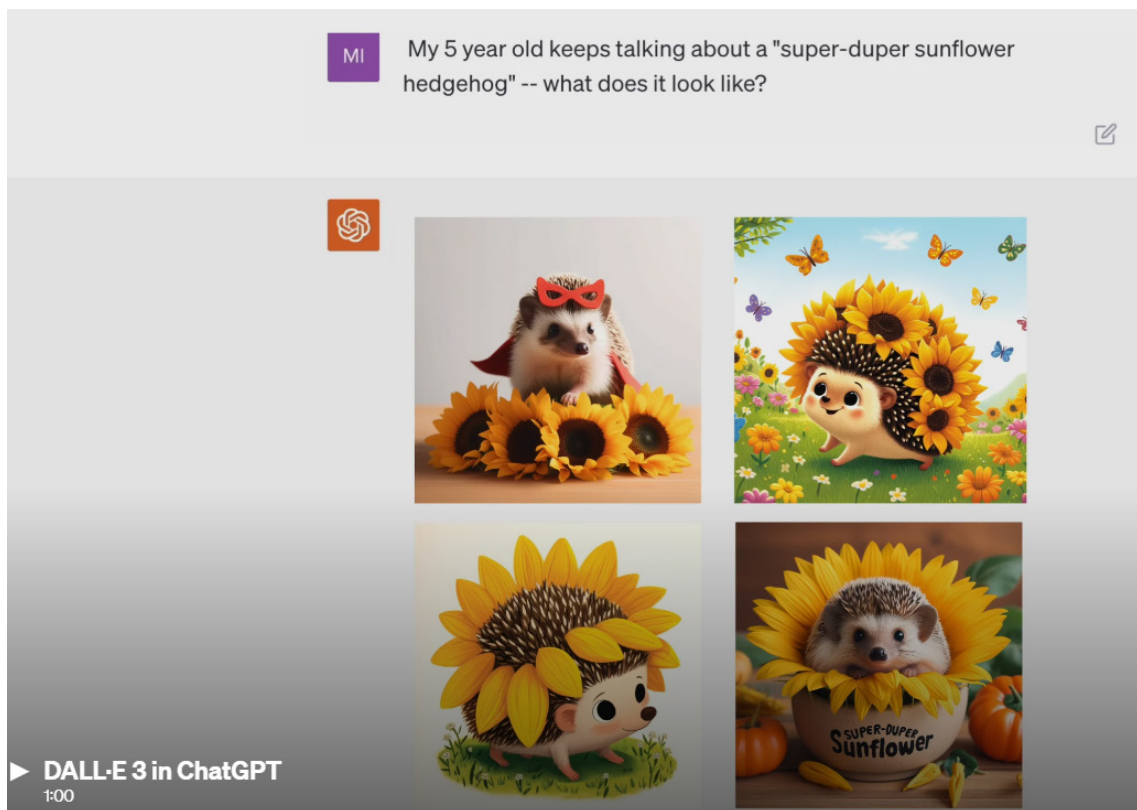 MI
My 5 year old keeps talking about a "super-duper sunflower
hedgehog" -- what does it look like?
SUPER-DUPER
Sunflower
DALL·E 3 in ChatGPT
1:00